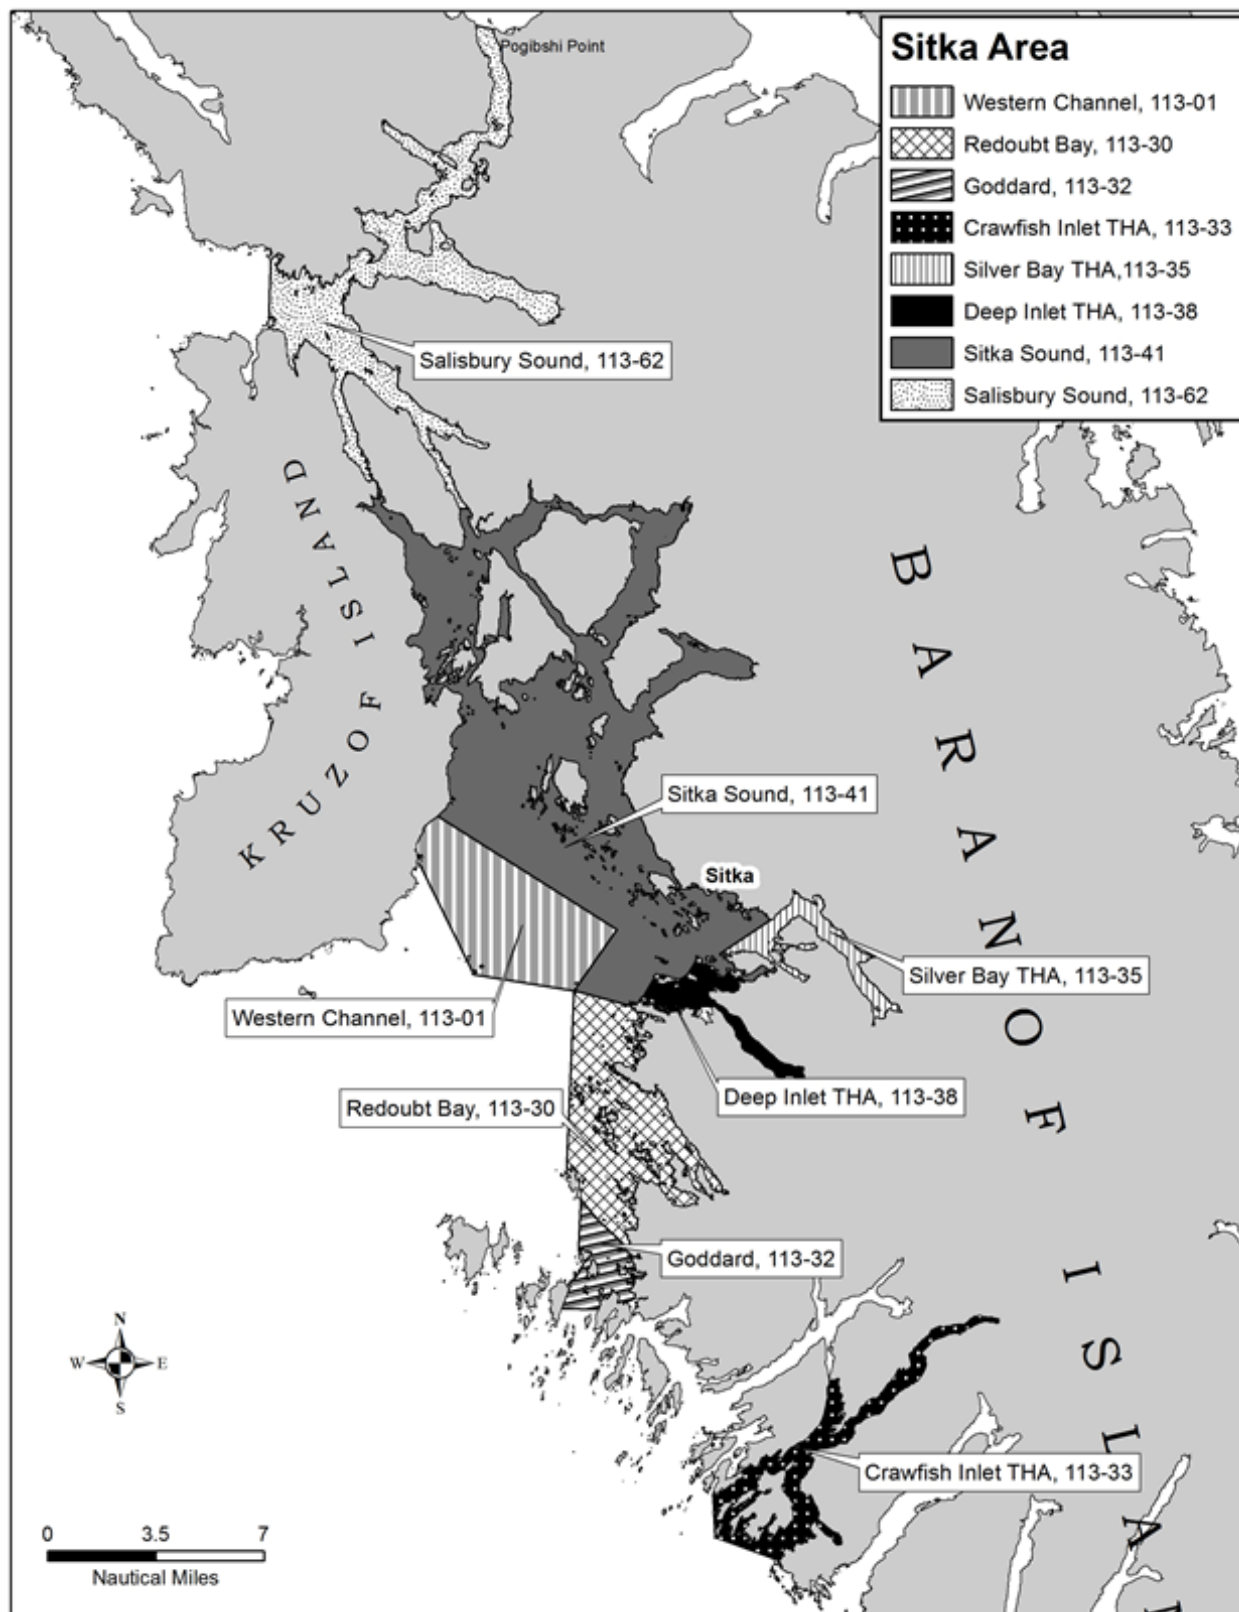 Pogibshi Point
Sitka Area
Western Channel, 113-01
Redoubt Bay, 113-30
Goddard, 113-32
Crawfish Inlet THA, 113-33
Silver Bay THA,113-35
Deep Inlet THA, 113-38
Sitka Sound, 113-41
Salisbury Sound, 113-62
Salisbury Sound, 113-62
KRUZOF ISLAND
BARANOF ISLA
Sitka Sound, 113-41
Sitka
Silver Bay THA, 113-35
Western Channel, 113-01
Deep Inlet THA, 113-38
Redoubt Bay, 113-30
Goddard, 113-32
N
W E
S
Crawfish Inlet THA, 113-33
0 3.5 7
Nautical Miles